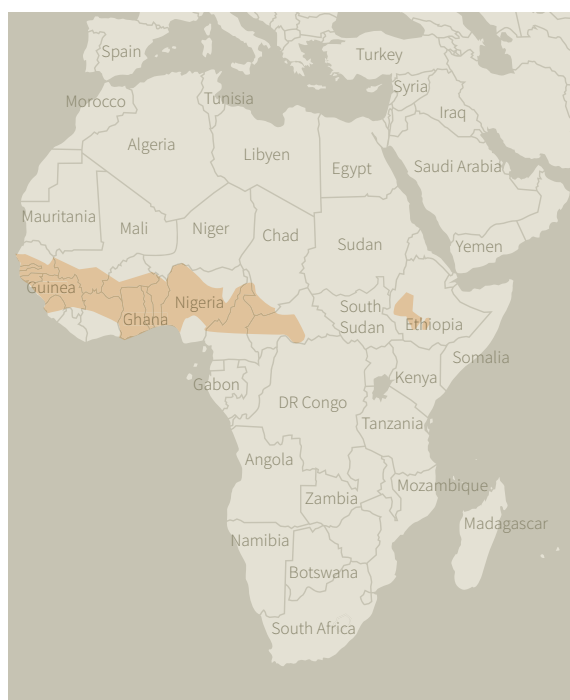 Spain
Turkey
Morocco
Tunisia
Syria
Iraq
Algeria
Libyen
Egypt
Saudi Arabia
Mauritania
Mali
Niger
Chad
Sudan
Yemen
Guinea
Nigeria
Ghana
South
Sudan
Ethiopia
Somalia
Gabon
DR Congo
Kenya
Tanzania
Angola
Zambia
Mozambique
Madagascar
Namibia
Botswana
South Africa